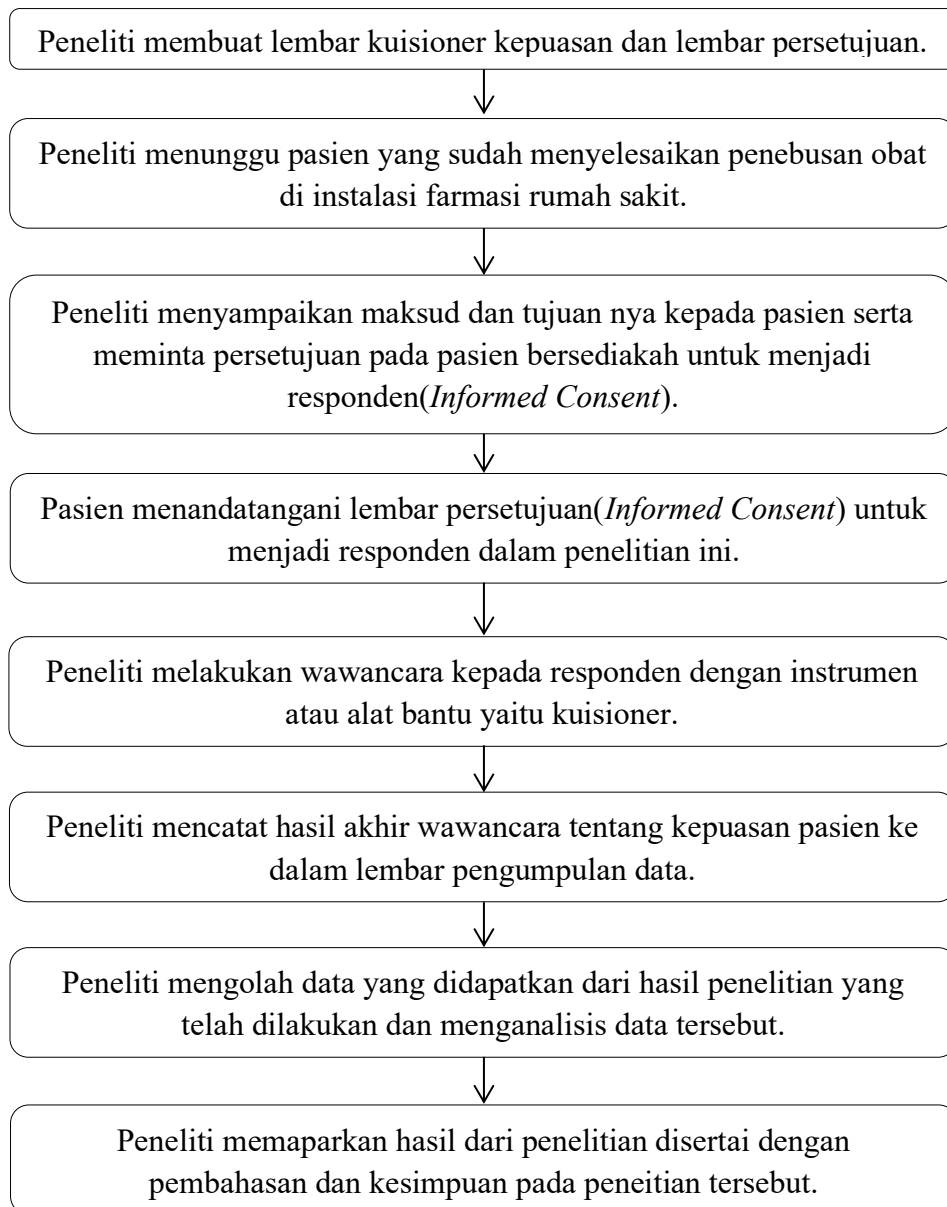 Peneliti membuat lembar kuisioner kepuasan dan lembar persetujuan.
Peneliti menunggu pasien yang sudah menyelesaikan penebusan obat
di instalasi farmasi rumah sakit.
Peneliti menyampaikan maksud dan tujuan nya kepada pasien serta
meminta persetujuan pada pasien bersediakah untuk menjadi
responden(Informed Consent).
Pasien menandatangani lembar persetujuan(Informed Consent) untuk
menjadi responden dalam penelitian ini.
Peneliti melakukan wawancara kepada responden dengan instrumen
atau alat bantu yaitu kuisioner.
Peneliti mencatat hasil akhir wawancara tentang kepuasan pasien ke
dalam lembar pengumpulan data.
Peneliti mengolah data yang didapatkan dari hasil penelitian yang
telah dilakukan dan menganalisis data tersebut.
Peneliti memaparkan hasil dari penelitian disertai dengan
pembahasan dan kesimpuan pada peneitian tersebut.